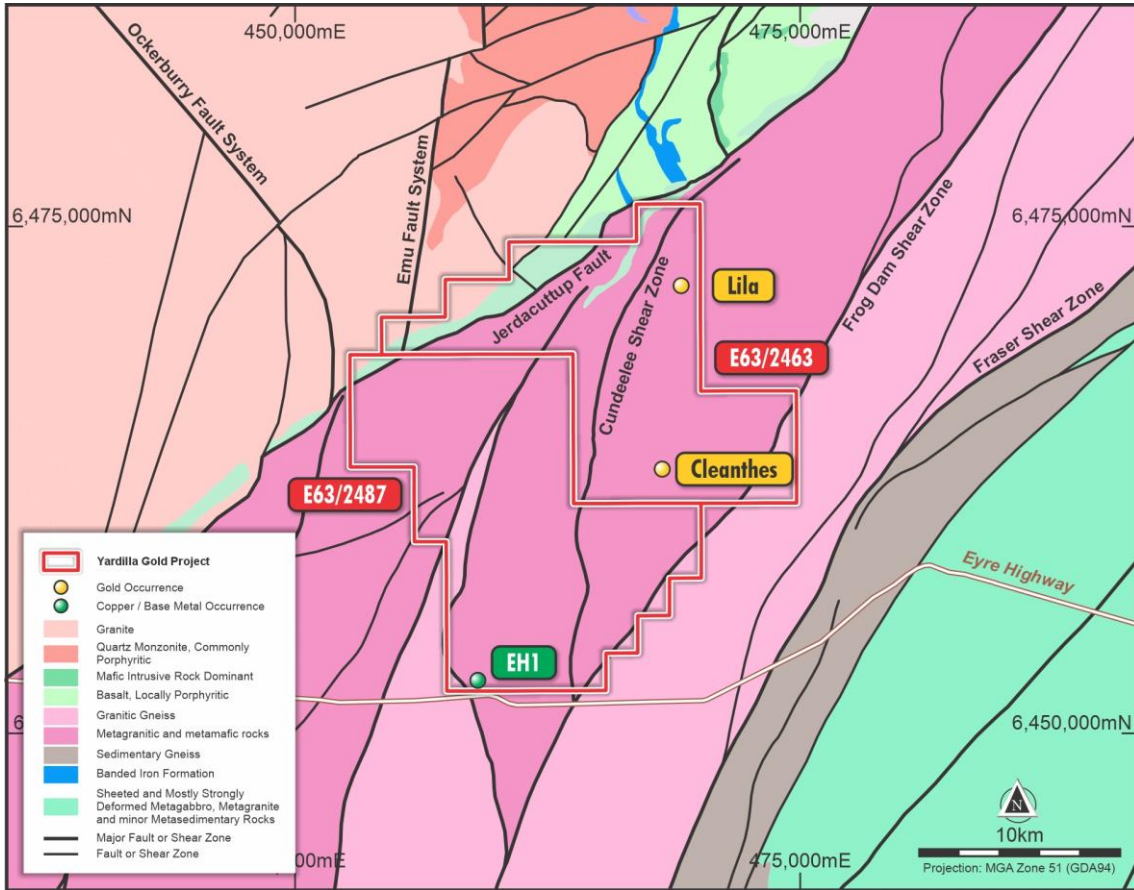 450,000mE
475,000mE
Ockerburry Fault System
Emu Fault System
6,475,000mN
6,475,000mN
Jerdacuttup Fault
Cundeelee Shear Zone
Lila
Frog Dam Shear Zone
E63/2463
Fraser Shear Zone
Cleanthes
E63/2487
Eyre Highway
EH1
6,450,000mN
Yardilla Gold Project
Gold Occurrence
Copper / Base Metal Occurrence
Granite
Quartz Monzonite, Commonly
Porphyritic
Mafic Intrusive Rock Dominant
Basalt, Locally Porphyritic
Granitic Gneiss
Metagranitic and metamafic rocks
Sedimentary Gneiss
Banded Iron Formation
Sheeted and Mostly Strongly
Deformed Metagabbro, Metagranite
and minor Metasedimentary Rocks
Major Fault or Shear Zone
Fault or Shear Zone
475,000mE
N
10km
Projection: MGA Zone 51 (GDA94)